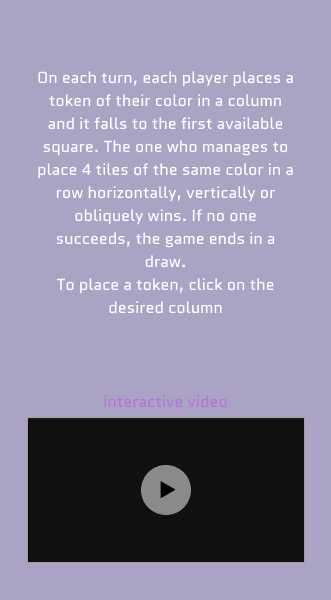 On each turn, each player places a
token of their color in a column
and it falls to the first available
square. The one who manages to
place 4 tiles of the same color in a
row horizontally, vertically or
obliquely wins. If no one
succeeds, the game ends in a
draw.
To place a token, click on the
desired column
interactive video